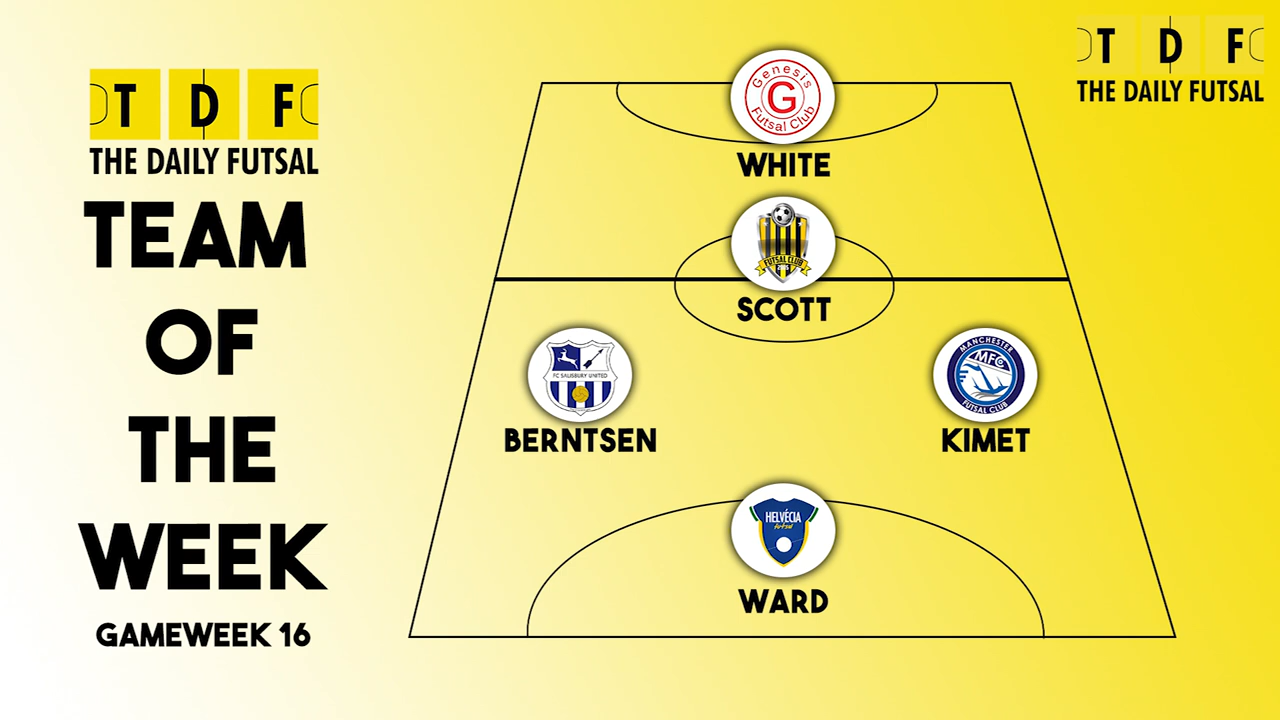 T D F
THE DAILY FUTSAL
TEAM
OF
THE
WEEK
GAMEWEEK 16
T D F
THE DAILY FUTSAL
Genesis
G
Futsal Club
WHITE
FUTSAL CLUB
SCOTT
FC SALISBURY UNITED
BERNTSEN
MANCHESTER
MFC
FUTSAL CLUB
KIMET
HELVÉCIA
futsal
WARD